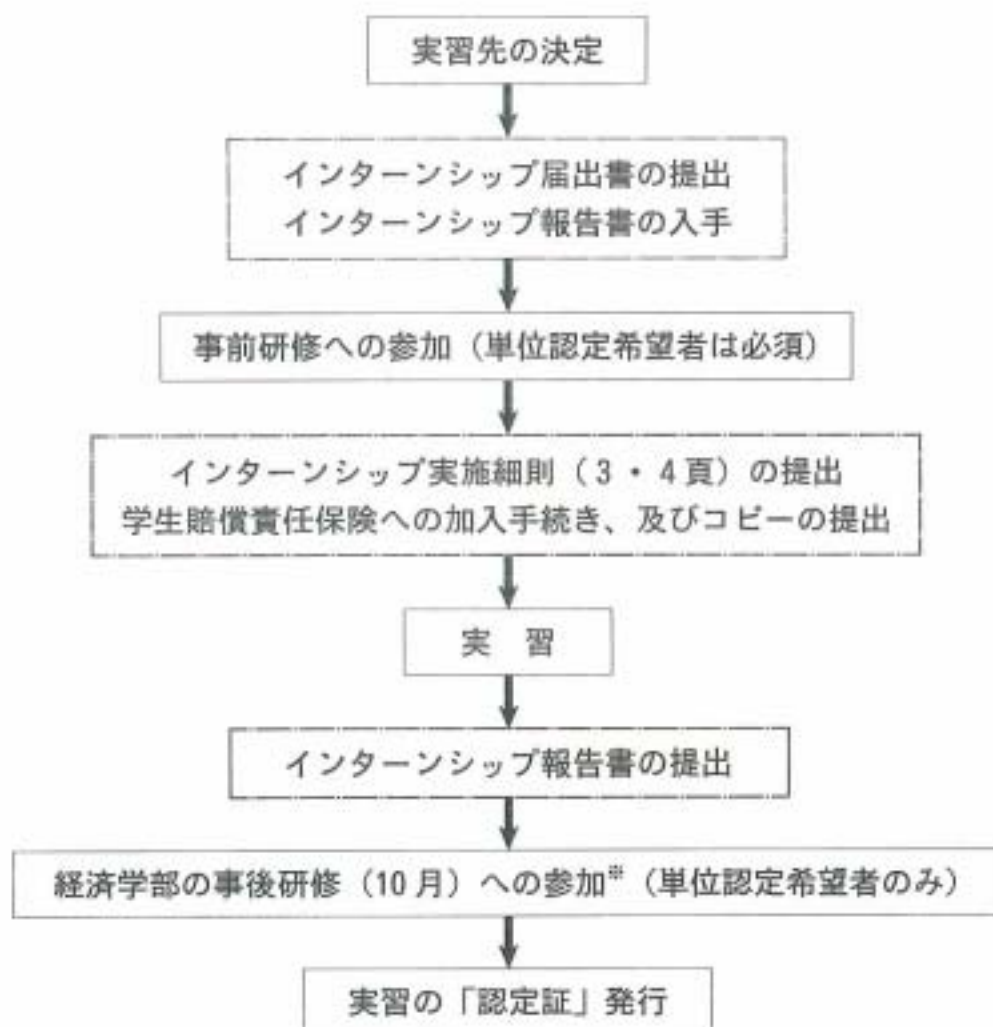 実習先の決定
インターンシップ届出書の提出
インターンシップ報告書の入手
事前研修への参加（単位認定希望者は必須）
インターンシップ実施細則（3・4頁）の提出
学生賠償責任保険への加入手続き、及びコピーの提出
実　習
インターンシップ報告書の提出
経済学部の事後研修（10月）への参加※（単位認定希望者のみ）
実習の「認定証」発行